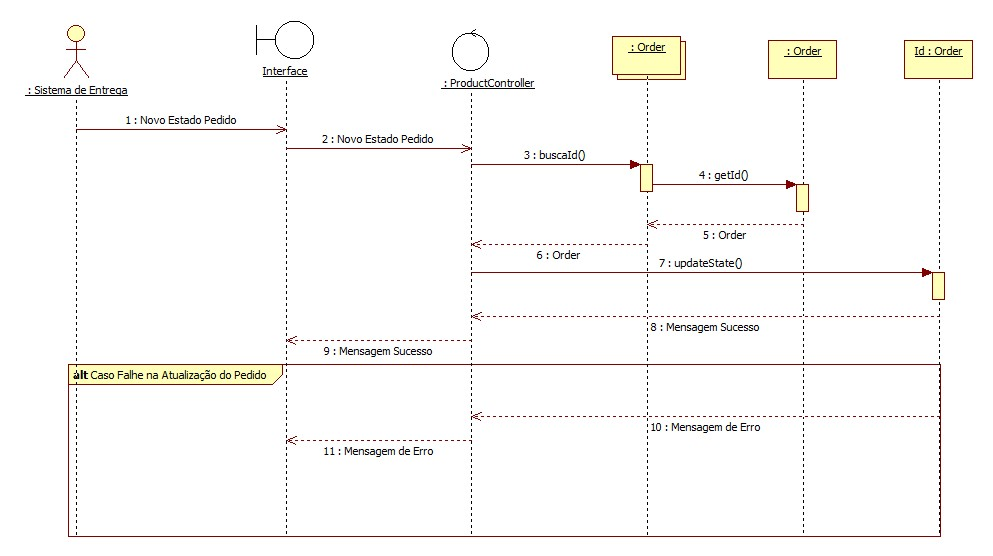 : Order
: Order
Id : Order
Interface
: ProductController
: Sistema de Entrega
1 : Novo Estado Pedido
2 : Novo Estado Pedido
3 : buscaId()
4 : getId()
5 : Order
6 : Order
7 : updateState()
8 : Mensagem Sucesso
9 : Mensagem Sucesso
alt Caso Falhe na Atualização do Pedido
10 : Mensagem de Erro
11 : Mensagem de Erro